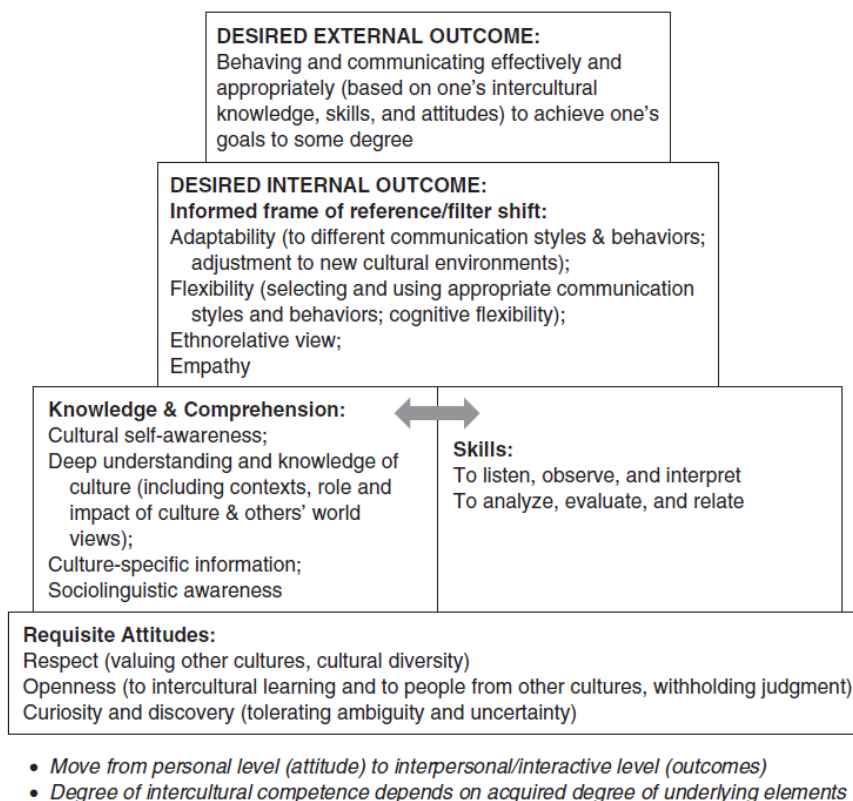 DESIRED EXTERNAL OUTCOME:
Behaving and communicating effectively and
appropriately (based on one's intercultural
knowledge, skills, and attitudes) to achieve one's
goals to some degree
DESIRED INTERNAL OUTCOME:
Informed frame of reference/filter shift:
Adaptability (to different communication styles & behaviors;
adjustment to new cultural environments);
Flexibility (selecting and using appropriate communication
styles and behaviors; cognitive flexibility);
Ethnorelative view;
Empathy
Knowledge & Comprehension:
Cultural self-awareness;
Deep understanding and knowledge of
culture (including contexts, role and
impact of culture & others' world
views);
Culture-specific information;
Sociolinguistic awareness
Skills:
To listen, observe, and interpret
To analyze, evaluate, and relate
Requisite Attitudes:
Respect (valuing other cultures, cultural diversity)
Openness (to intercultural learning and to people from other cultures, withholding judgment)
Curiosity and discovery (tolerating ambiguity and uncertainty)
• Move from personal level (attitude) to interpersonal/interactive level (outcomes)
• Degree of intercultural competence depends on acquired degree of underlying elements